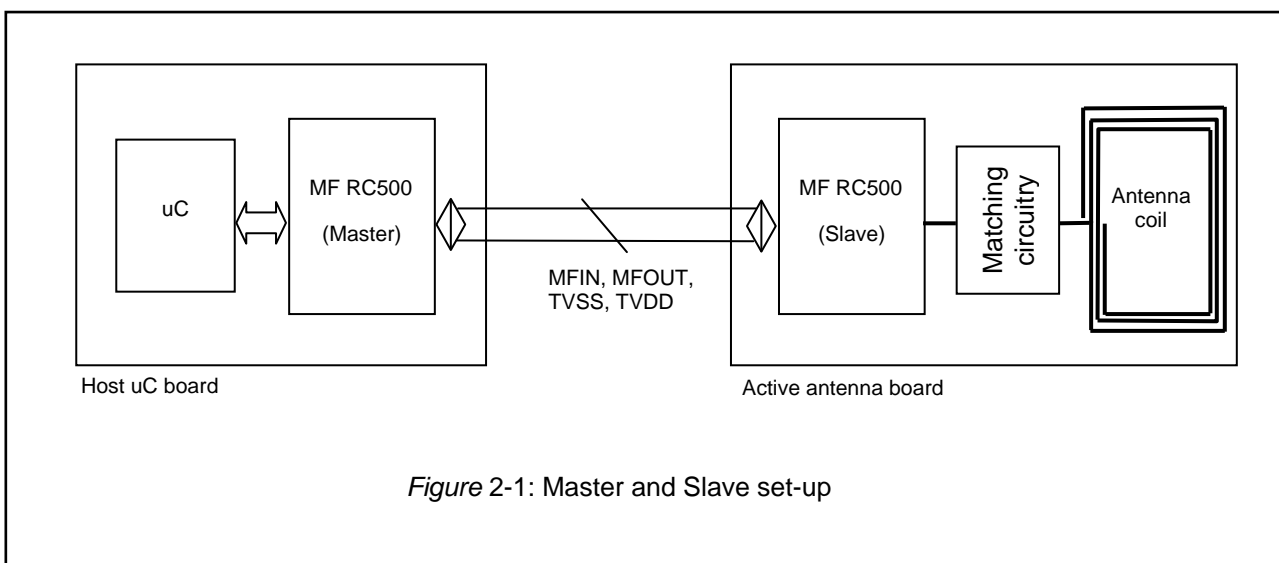 uC
MF RC500
(Master)
MFIN, MFOUT,
TVSS, TVDD
MF RC500
(Slave)
Matching
circuitry
Antenna
coil
Host uC board
Active antenna board
Figure 2-1: Master and Slave set-up